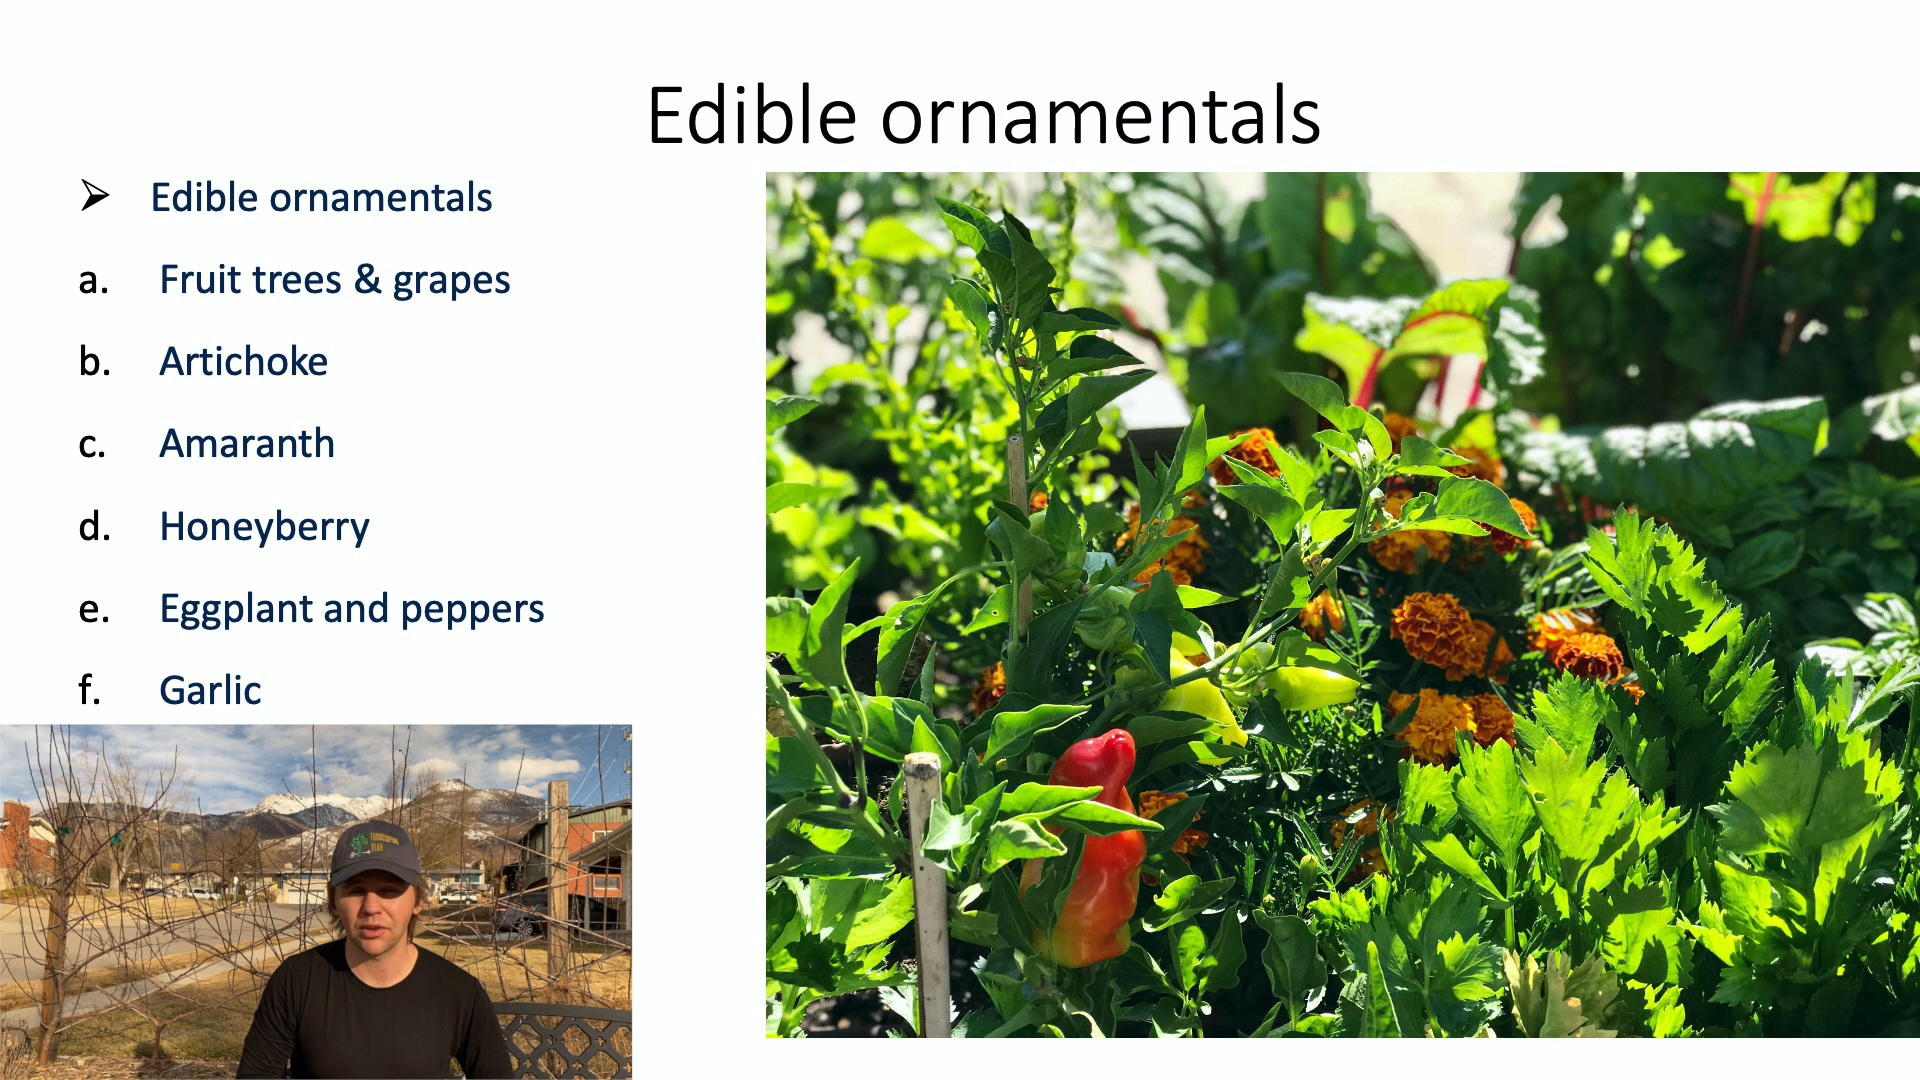 Edible ornamentals
➢ Edible ornamentals
a. Fruit trees & grapes
b. Artichoke
c. Amaranth
d. Honeyberry
e. Eggplant and peppers
f. Garlic